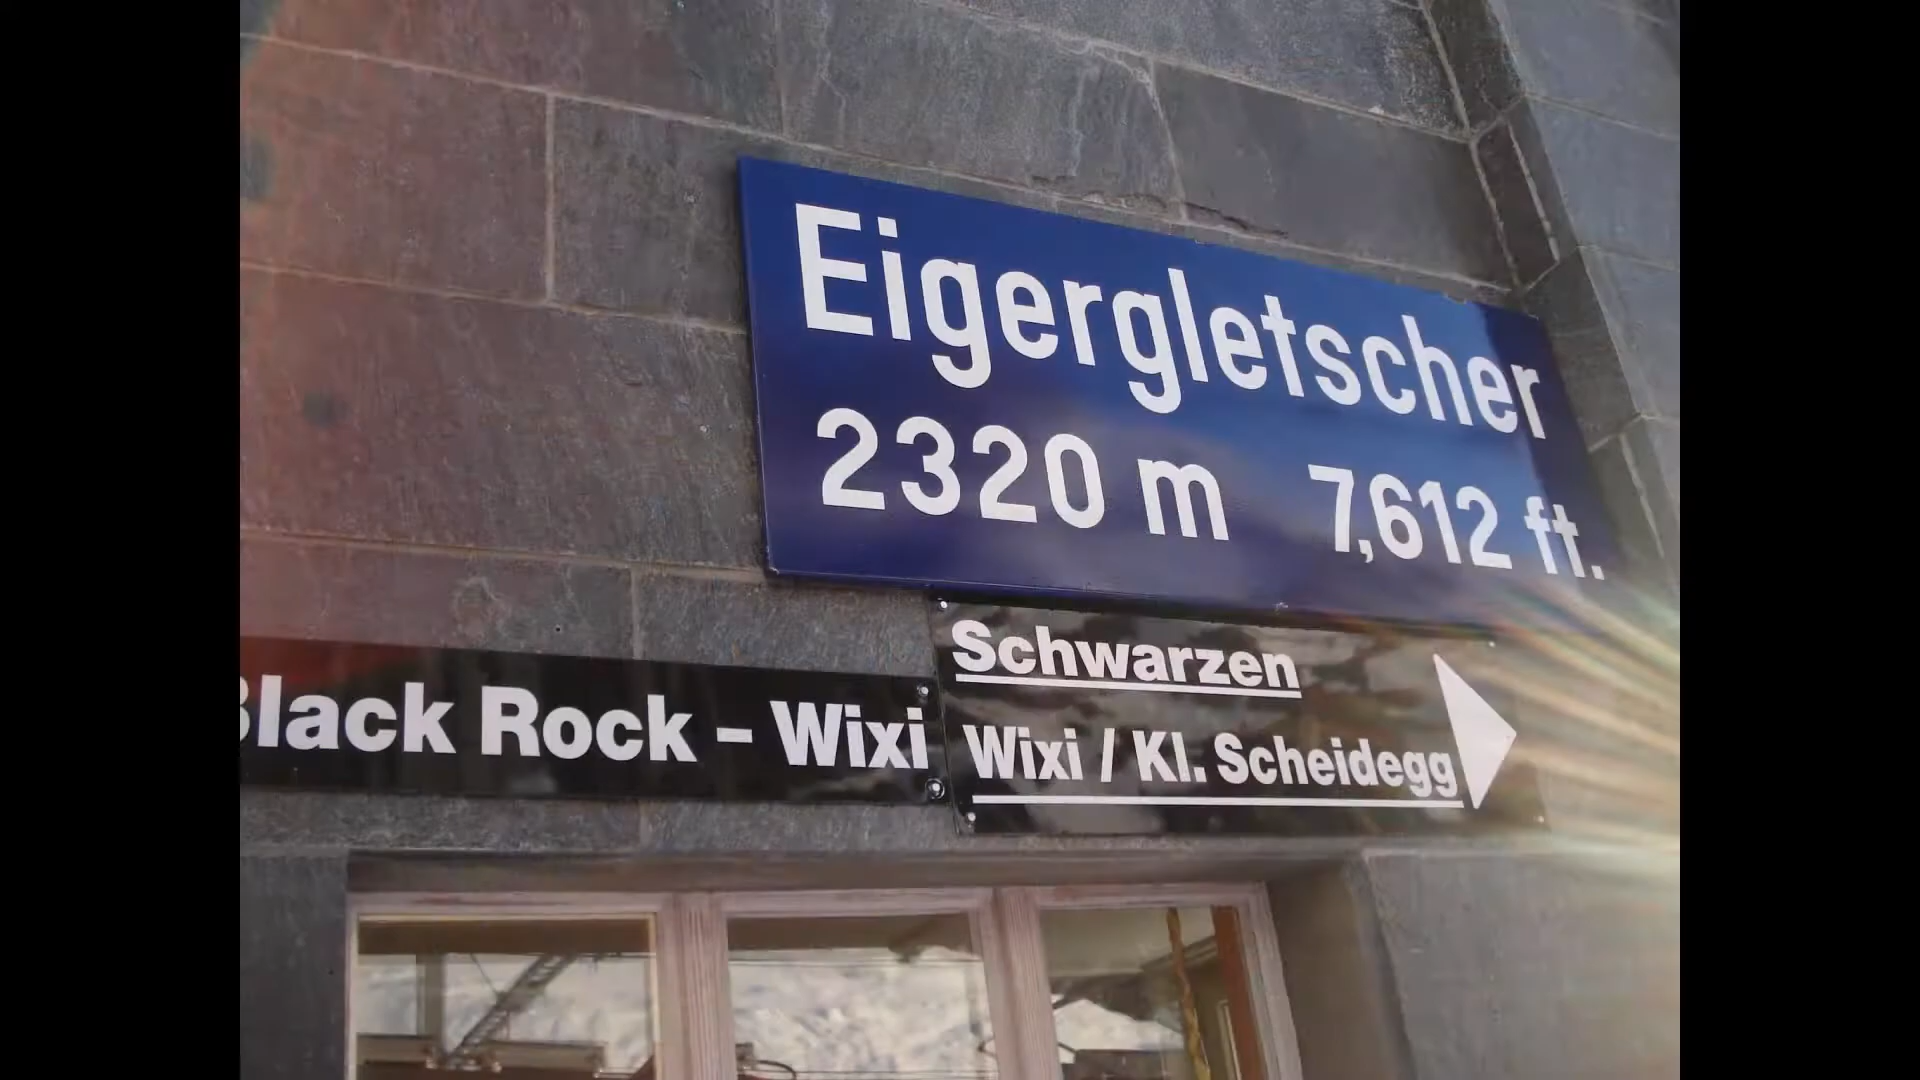 Eigergletscher
2320 m 7,612 ft.
Black Rock – Wixi
Schwarzen
Wixi / Kl. Scheidegg